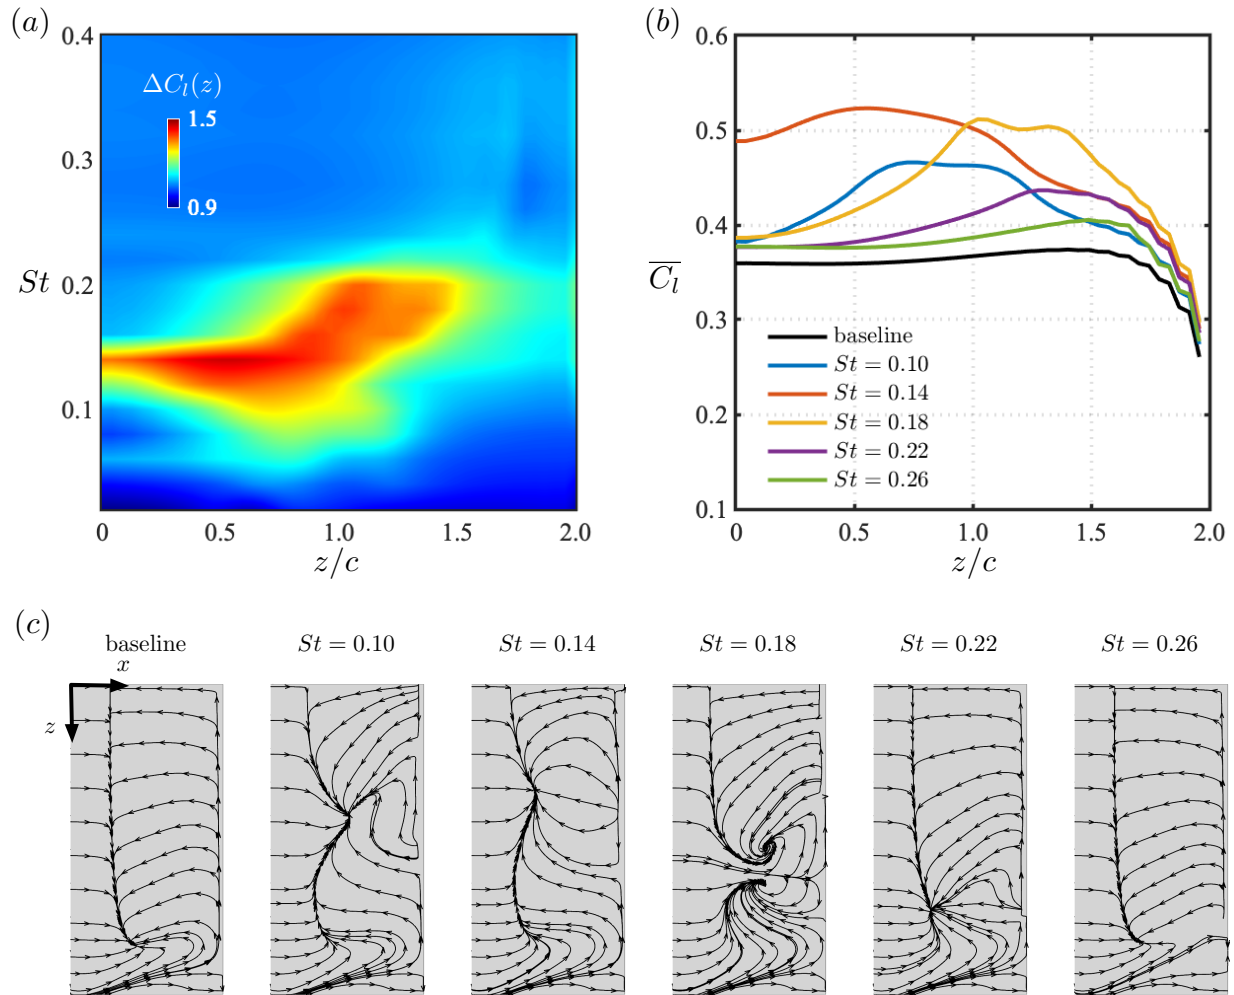 (a)
0.4
0.3
St
0.2
0.1
ΔC_l(z)
1.5
0.9
0
0.5
1.0
1.5
2.0
z/c
(b)
0.6
0.5
0.4
\overline{C_l}
0.3
0.2
0.1
baseline
St = 0.10
St = 0.14
St = 0.18
St = 0.22
St = 0.26
0
0.5
1.0
1.5
2.0
z/c
(c)
baseline
x
z
St = 0.10
St = 0.14
St = 0.18
St = 0.22
St = 0.26